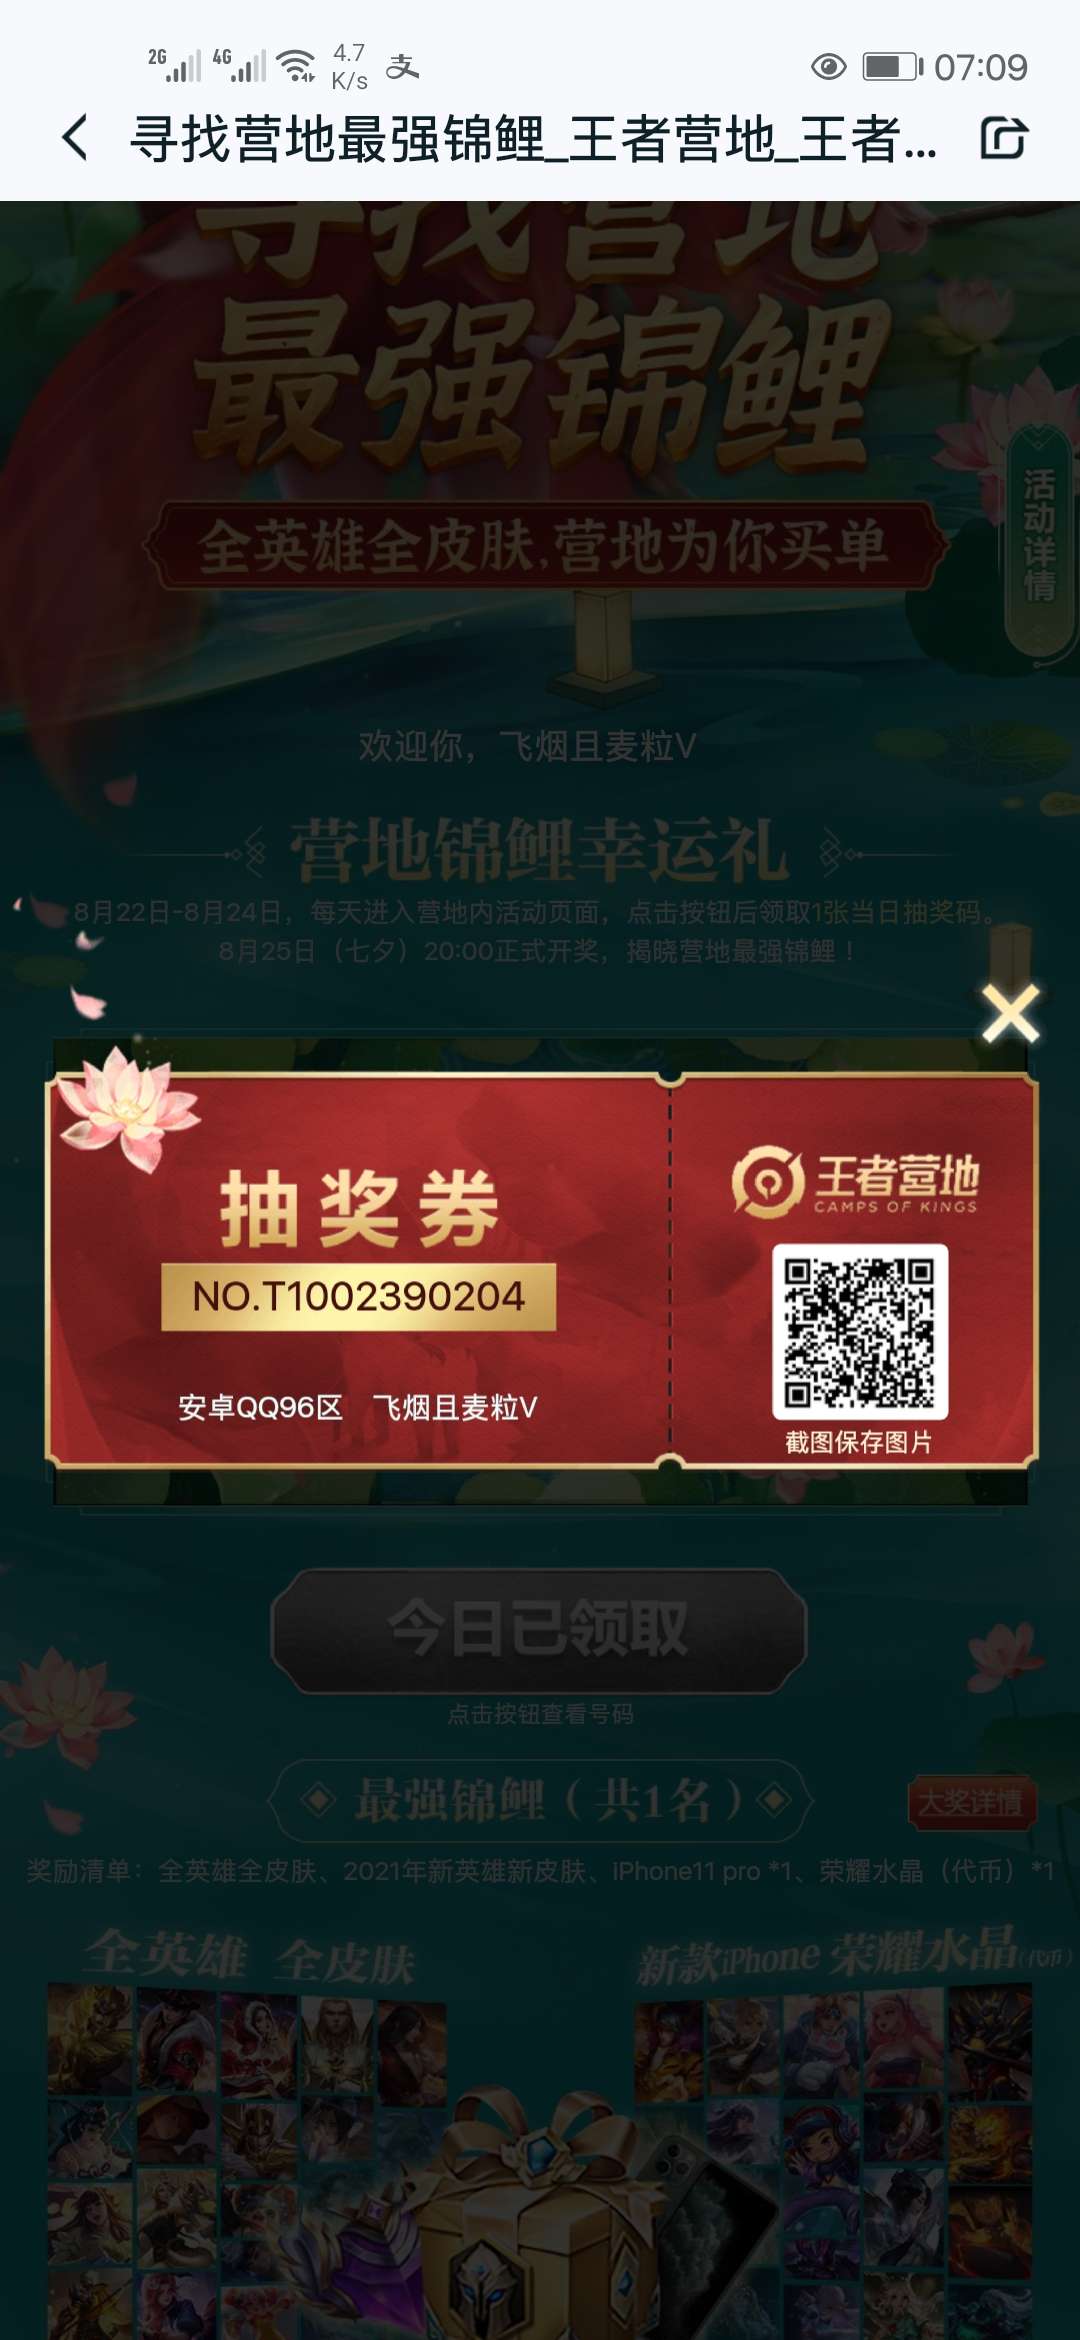 2G 4G 4.7 K/s 支 07:09
寻找营地最强锦鲤_王者营地_王者...
寻找营地
最强锦鲤
活动详情
全英雄全皮肤,营地为你买单
欢迎你，飞烟且麦粒V
营地锦鲤幸运礼
8月22日-8月24日，每天进入营地内活动页面，点击按钮后领取1张当日抽奖码。
8月25日（七夕）20:00正式开奖，揭晓营地最强锦鲤！
抽奖券
NO.T1002390204
安卓QQ96区 飞烟且麦粒V
王者营地
CAMPS OF KINGS
截图保存图片
今日已领取
点击按钮查看号码
最强锦鲤（共1名）
大奖详情
奖励清单：全英雄全皮肤、2021年新英雄新皮肤、iPhone11 pro *1、荣耀水晶（代币）*1
全英雄 全皮肤
新款iPhone 荣耀水晶(代币)